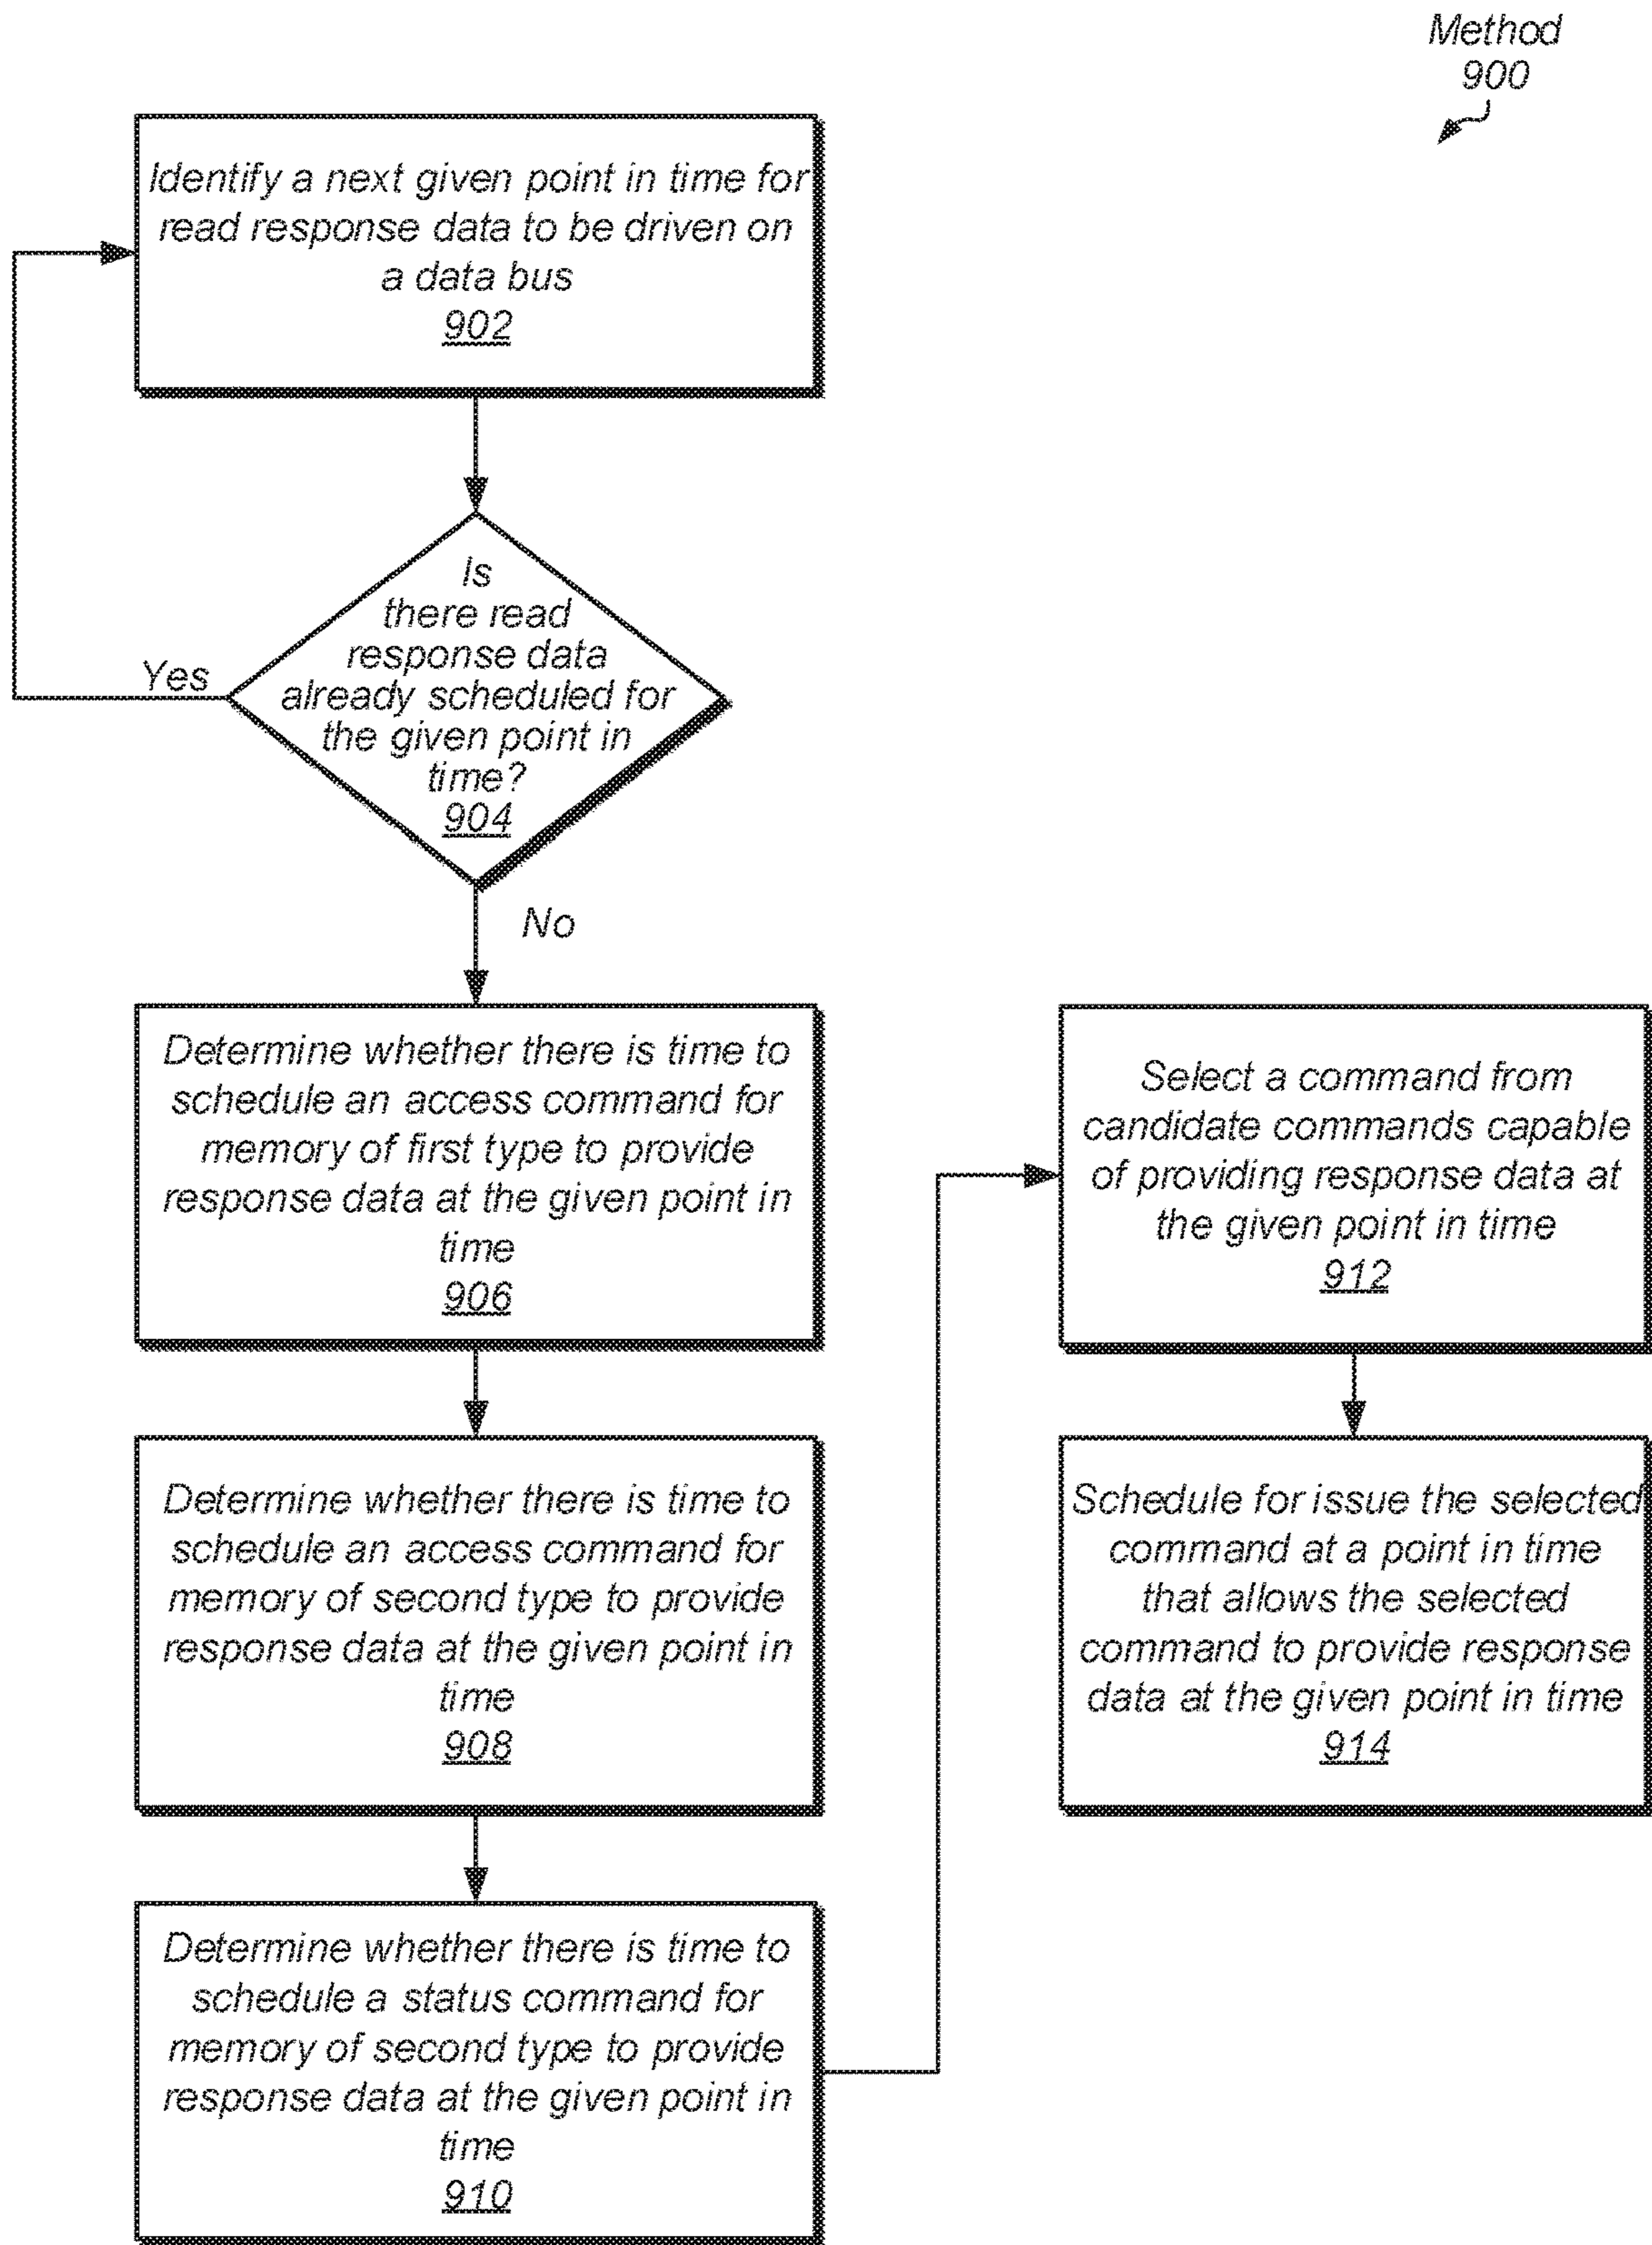 Method
900
Identify a next given point in time for
read response data to be driven on
a data bus
902
Is
there read
response data
already scheduled for
the given point in
time?
904
Yes
No
Determine whether there is time to
schedule an access command for
memory of first type to provide
response data at the given point in
time
906
Determine whether there is time to
schedule an access command for
memory of second type to provide
response data at the given point in
time
908
Determine whether there is time to
schedule a status command for
memory of second type to provide
response data at the given point in
time
910
Select a command from
candidate commands capable
of providing response data at
the given point in time
912
Schedule for issue the selected
command at a point in time
that allows the selected
command to provide response
data at the given point in time
914